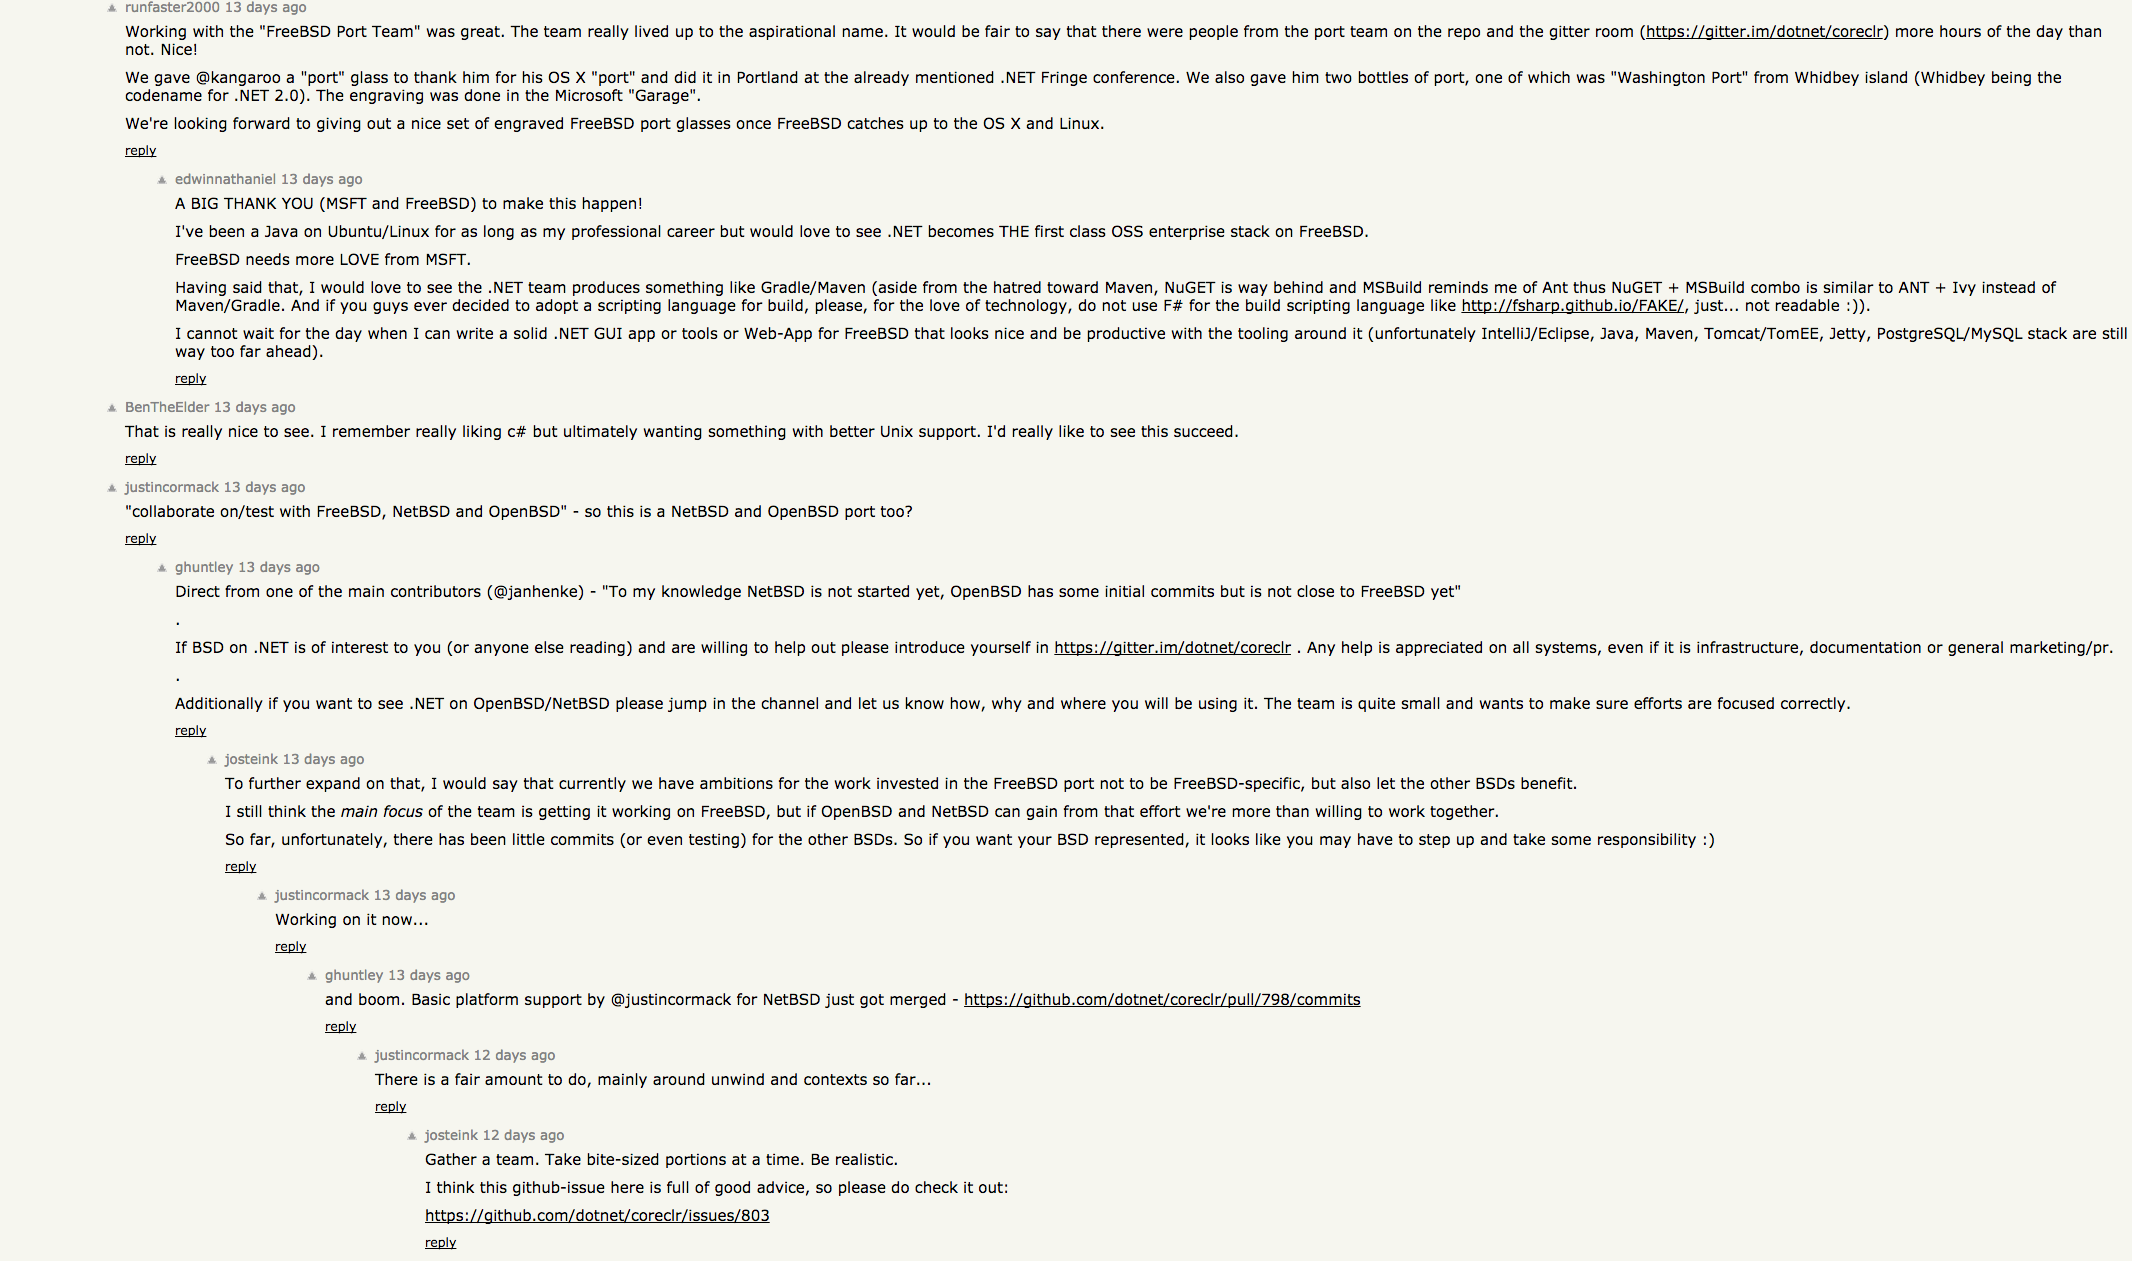 ▲ runfaster2000 13 days ago
Working with the "FreeBSD Port Team" was great. The team really lived up to the aspirational name. It would be fair to say that there were people from the port team on the repo and the gitter room (https://gitter.im/dotnet/coreclr) more hours of the day than
not. Nice!
We gave @kangaroo a "port" glass to thank him for his OS X "port" and did it in Portland at the already mentioned .NET Fringe conference. We also gave him two bottles of port, one of which was "Washington Port" from Whidbey island (Whidbey being the
codename for .NET 2.0). The engraving was done in the Microsoft "Garage".
We're looking forward to giving out a nice set of engraved FreeBSD port glasses once FreeBSD catches up to the OS X and Linux.
reply
▲ edwinnathaniel 13 days ago
A BIG THANK YOU (MSFT and FreeBSD) to make this happen!
I've been a Java on Ubuntu/Linux for as long as my professional career but would love to see .NET becomes THE first class OSS enterprise stack on FreeBSD.
FreeBSD needs more LOVE from MSFT.
Having said that, I would love to see the .NET team produces something like Gradle/Maven (aside from the hatred toward Maven, NuGET is way behind and MSBuild reminds me of Ant thus NuGET + MSBuild combo is similar to ANT + Ivy instead of
Maven/Gradle. And if you guys ever decided to adopt a scripting language for build, please, for the love of technology, do not use F# for the build scripting language like http://fsharp.github.io/FAKE/, just... not readable :)).
I cannot wait for the day when I can write a solid .NET GUI app or tools or Web-App for FreeBSD that looks nice and be productive with the tooling around it (unfortunately IntelliJ/Eclipse, Java, Maven, Tomcat/TomEE, Jetty, PostgreSQL/MySQL stack are still
way too far ahead).
reply
▲ BenTheElder 13 days ago
That is really nice to see. I remember really liking c# but ultimately wanting something with better Unix support. I'd really like to see this succeed.
reply
▲ justincormack 13 days ago
"collaborate on/test with FreeBSD, NetBSD and OpenBSD" - so this is a NetBSD and OpenBSD port too?
reply
▲ ghuntley 13 days ago
Direct from one of the main contributors (@janhenke) - "To my knowledge NetBSD is not started yet, OpenBSD has some initial commits but is not close to FreeBSD yet"
.
If BSD on .NET is of interest to you (or anyone else reading) and are willing to help out please introduce yourself in https://gitter.im/dotnet/coreclr . Any help is appreciated on all systems, even if it is infrastructure, documentation or general marketing/pr.
.
Additionally if you want to see .NET on OpenBSD/NetBSD please jump in the channel and let us know how, why and where you will be using it. The team is quite small and wants to make sure efforts are focused correctly.
reply
▲ josteink 13 days ago
To further expand on that, I would say that currently we have ambitions for the work invested in the FreeBSD port not to be FreeBSD-specific, but also let the other BSDs benefit.
I still think the main focus of the team is getting it working on FreeBSD, but if OpenBSD and NetBSD can gain from that effort we're more than willing to work together.
So far, unfortunately, there has been little commits (or even testing) for the other BSDs. So if you want your BSD represented, it looks like you may have to step up and take some responsibility :)
reply
▲ justincormack 13 days ago
Working on it now...
reply
▲ ghuntley 13 days ago
and boom. Basic platform support by @justincormack for NetBSD just got merged - https://github.com/dotnet/coreclr/pull/798/commits
reply
▲ justincormack 12 days ago
There is a fair amount to do, mainly around unwind and contexts so far...
reply
▲ josteink 12 days ago
Gather a team. Take bite-sized portions at a time. Be realistic.
I think this github-issue here is full of good advice, so please do check it out:
https://github.com/dotnet/coreclr/issues/803
reply